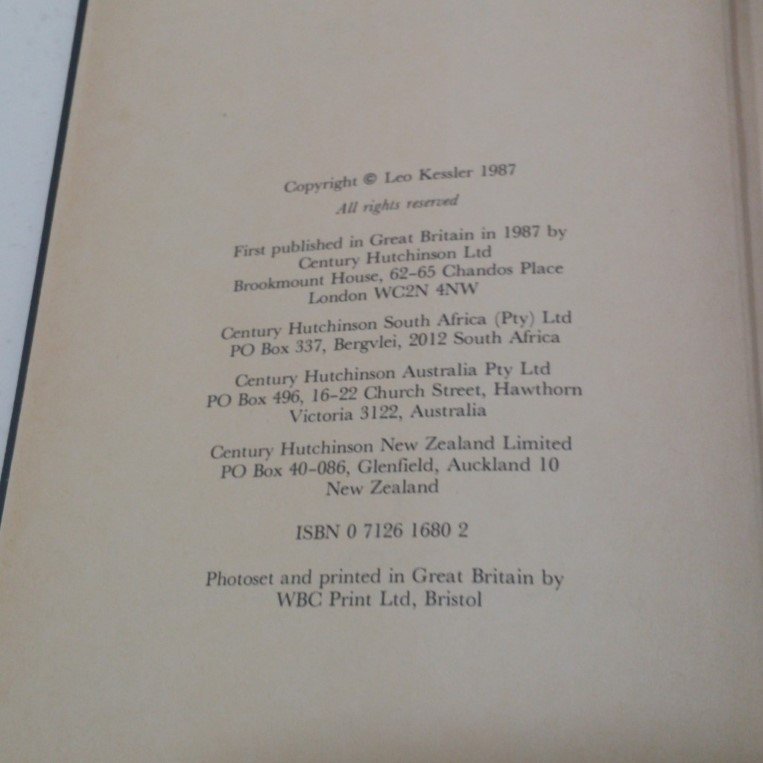 Copyright © Leo Kessler 1987
All rights reserved
First published in Great Britain in 1987 by
Century Hutchinson Ltd
Brookmount House, 62–65 Chandos Place
London WC2N 4NW
Century Hutchinson South Africa (Pty) Ltd
PO Box 337, Bergvlei, 2012 South Africa
Century Hutchinson Australia Pty Ltd
PO Box 496, 16–22 Church Street, Hawthorn
Victoria 3122, Australia
Century Hutchinson New Zealand Limited
PO Box 40–086, Glenfield, Auckland 10
New Zealand
ISBN 0 7126 1680 2
Photoset and printed in Great Britain by
WBC Print Ltd, Bristol